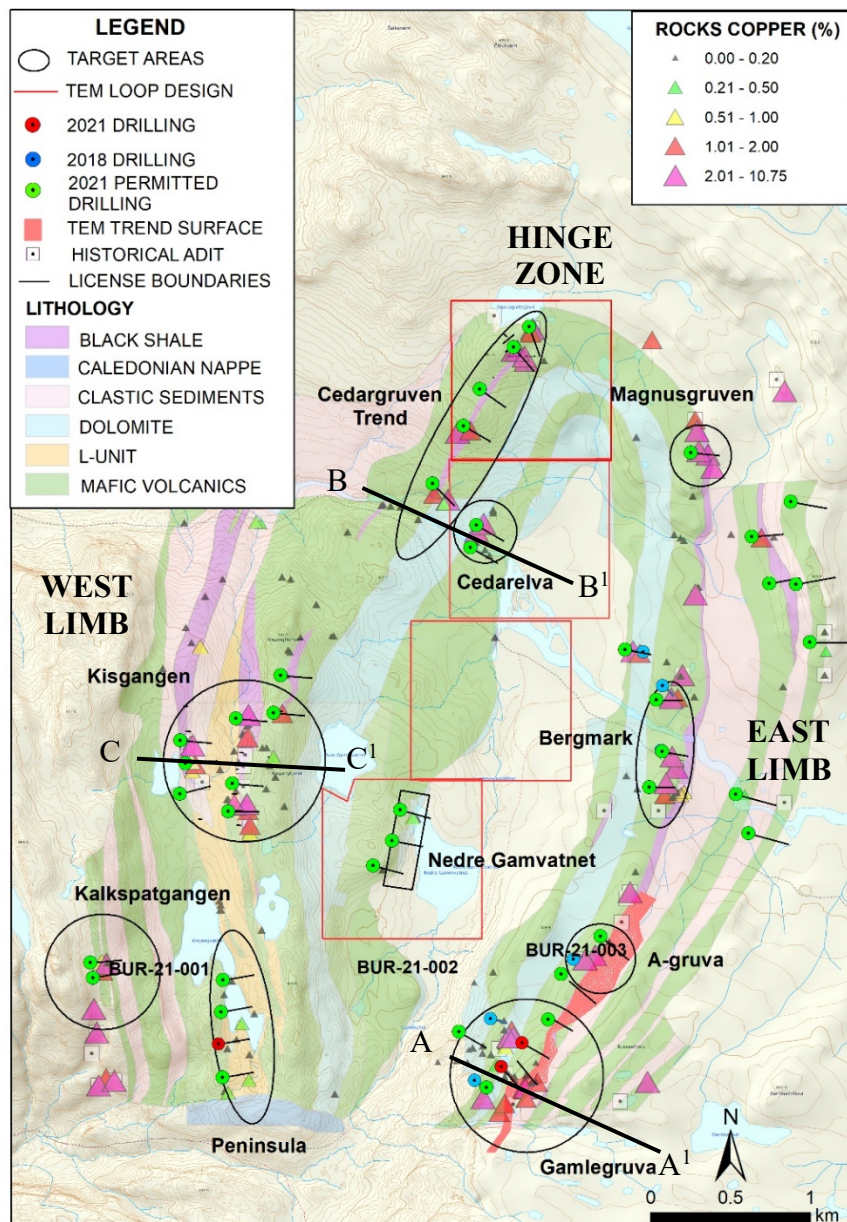 LEGEND
TARGET AREAS
TEM LOOP DESIGN
2021 DRILLING
2018 DRILLING
2021 PERMITTED
DRILLING
TEM TREND SURFACE
HISTORICAL ADIT
LICENSE BOUNDARIES
LITHOLOGY
BLACK SHALE
CALEDONIAN NAPPE
CLASTIC SEDIMENTS
DOLOMITE
L-UNIT
MAFIC VOLCANICS
ROCKS COPPER (%)
0.00 - 0.20
0.21 - 0.50
0.51 - 1.00
1.01 - 2.00
2.01 - 10.75
HINGE
ZONE
Cedargruven
Trend
Magnusgruven
B
B1
Cedarelva
WEST
LIMB
Kisgangen
C
C1
Bergmark
EAST
LIMB
Nedre Gamvatnet
Kalkspatgangen
BUR-21-001
BUR-21-002
BUR-21-003
A-gruva
A
Peninsula
Gamlegruva
A1
N
0 0.5 1
km